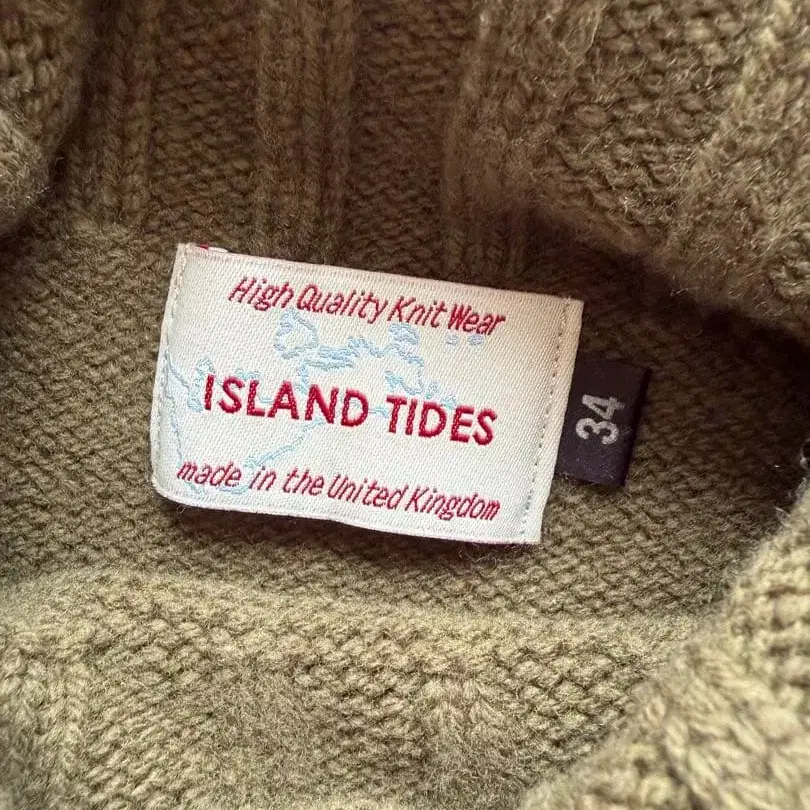 High Quality Knit Wear
ISLAND TIDES
made in the United Kingdom
34